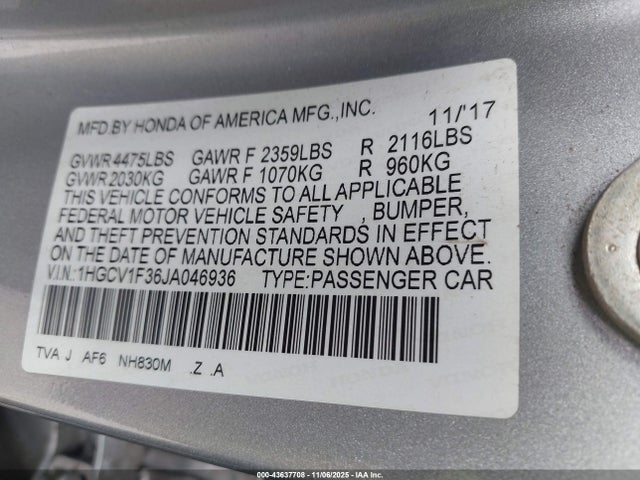 MFD.BY HONDA OF AMERICA MFG.,INC. 11/'17
GVWR 4475LBS GAWR F 2359LBS R 2116LBS
GVWR 2030KG GAWR F 1070KG R 960KG
THIS VEHICLE CONFORMS TO ALL APPLICABLE
FEDERAL MOTOR VEHICLE SAFETY , BUMPER,
AND THEFT PREVENTION STANDARDS IN EFFECT
ON THE DATE OF MANUFACTURE SHOWN ABOVE.
V.I.N.:1HGCV1F36JA046936 TYPE:PASSENGER CAR
TVA J AF6 NH830M .Z .A
000-43637708 - 11/06/2025 - IAA Inc.